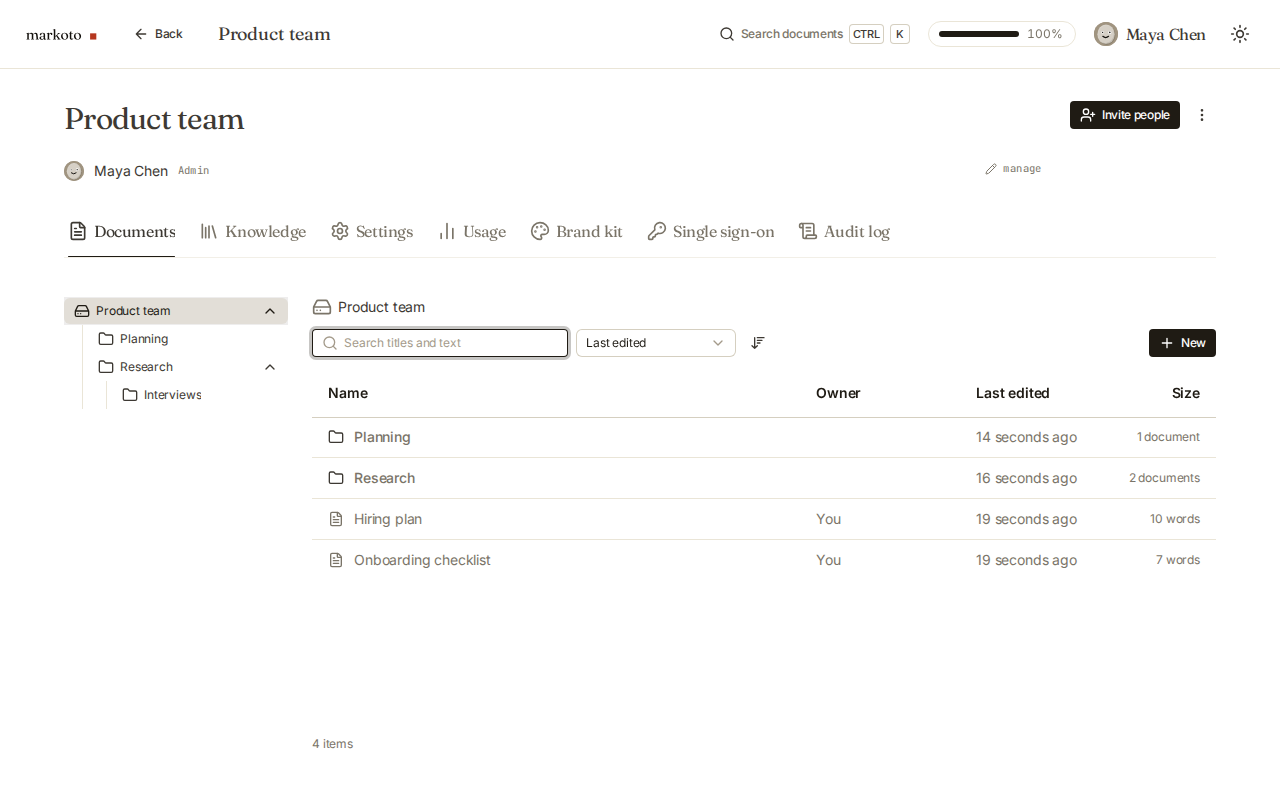 markoto
Back
Product team
Search documents CTRL K
100%
Maya Chen
Product team
Invite people
Maya Chen Admin
manage
Documents
Knowledge
Settings
Usage
Brand kit
Single sign-on
Audit log
Product team
Planning
Research
Interviews
Product team
Search titles and text
Last edited
New
Name Owner Last edited Size
Planning 14 seconds ago 1 document
Research 16 seconds ago 2 documents
Hiring plan You 19 seconds ago 10 words
Onboarding checklist You 19 seconds ago 7 words
4 items